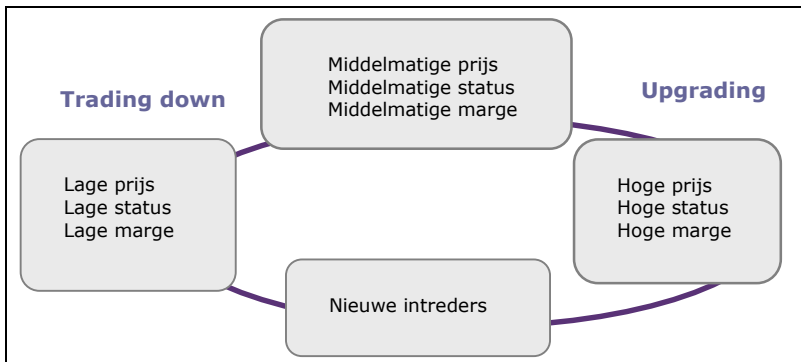 Middelmatige prijs
Middelmatige status
Middelmatige marge
Trading down
Upgrading
Lage prijs
Lage status
Lage marge
Hoge prijs
Hoge status
Hoge marge
Nieuwe intreders